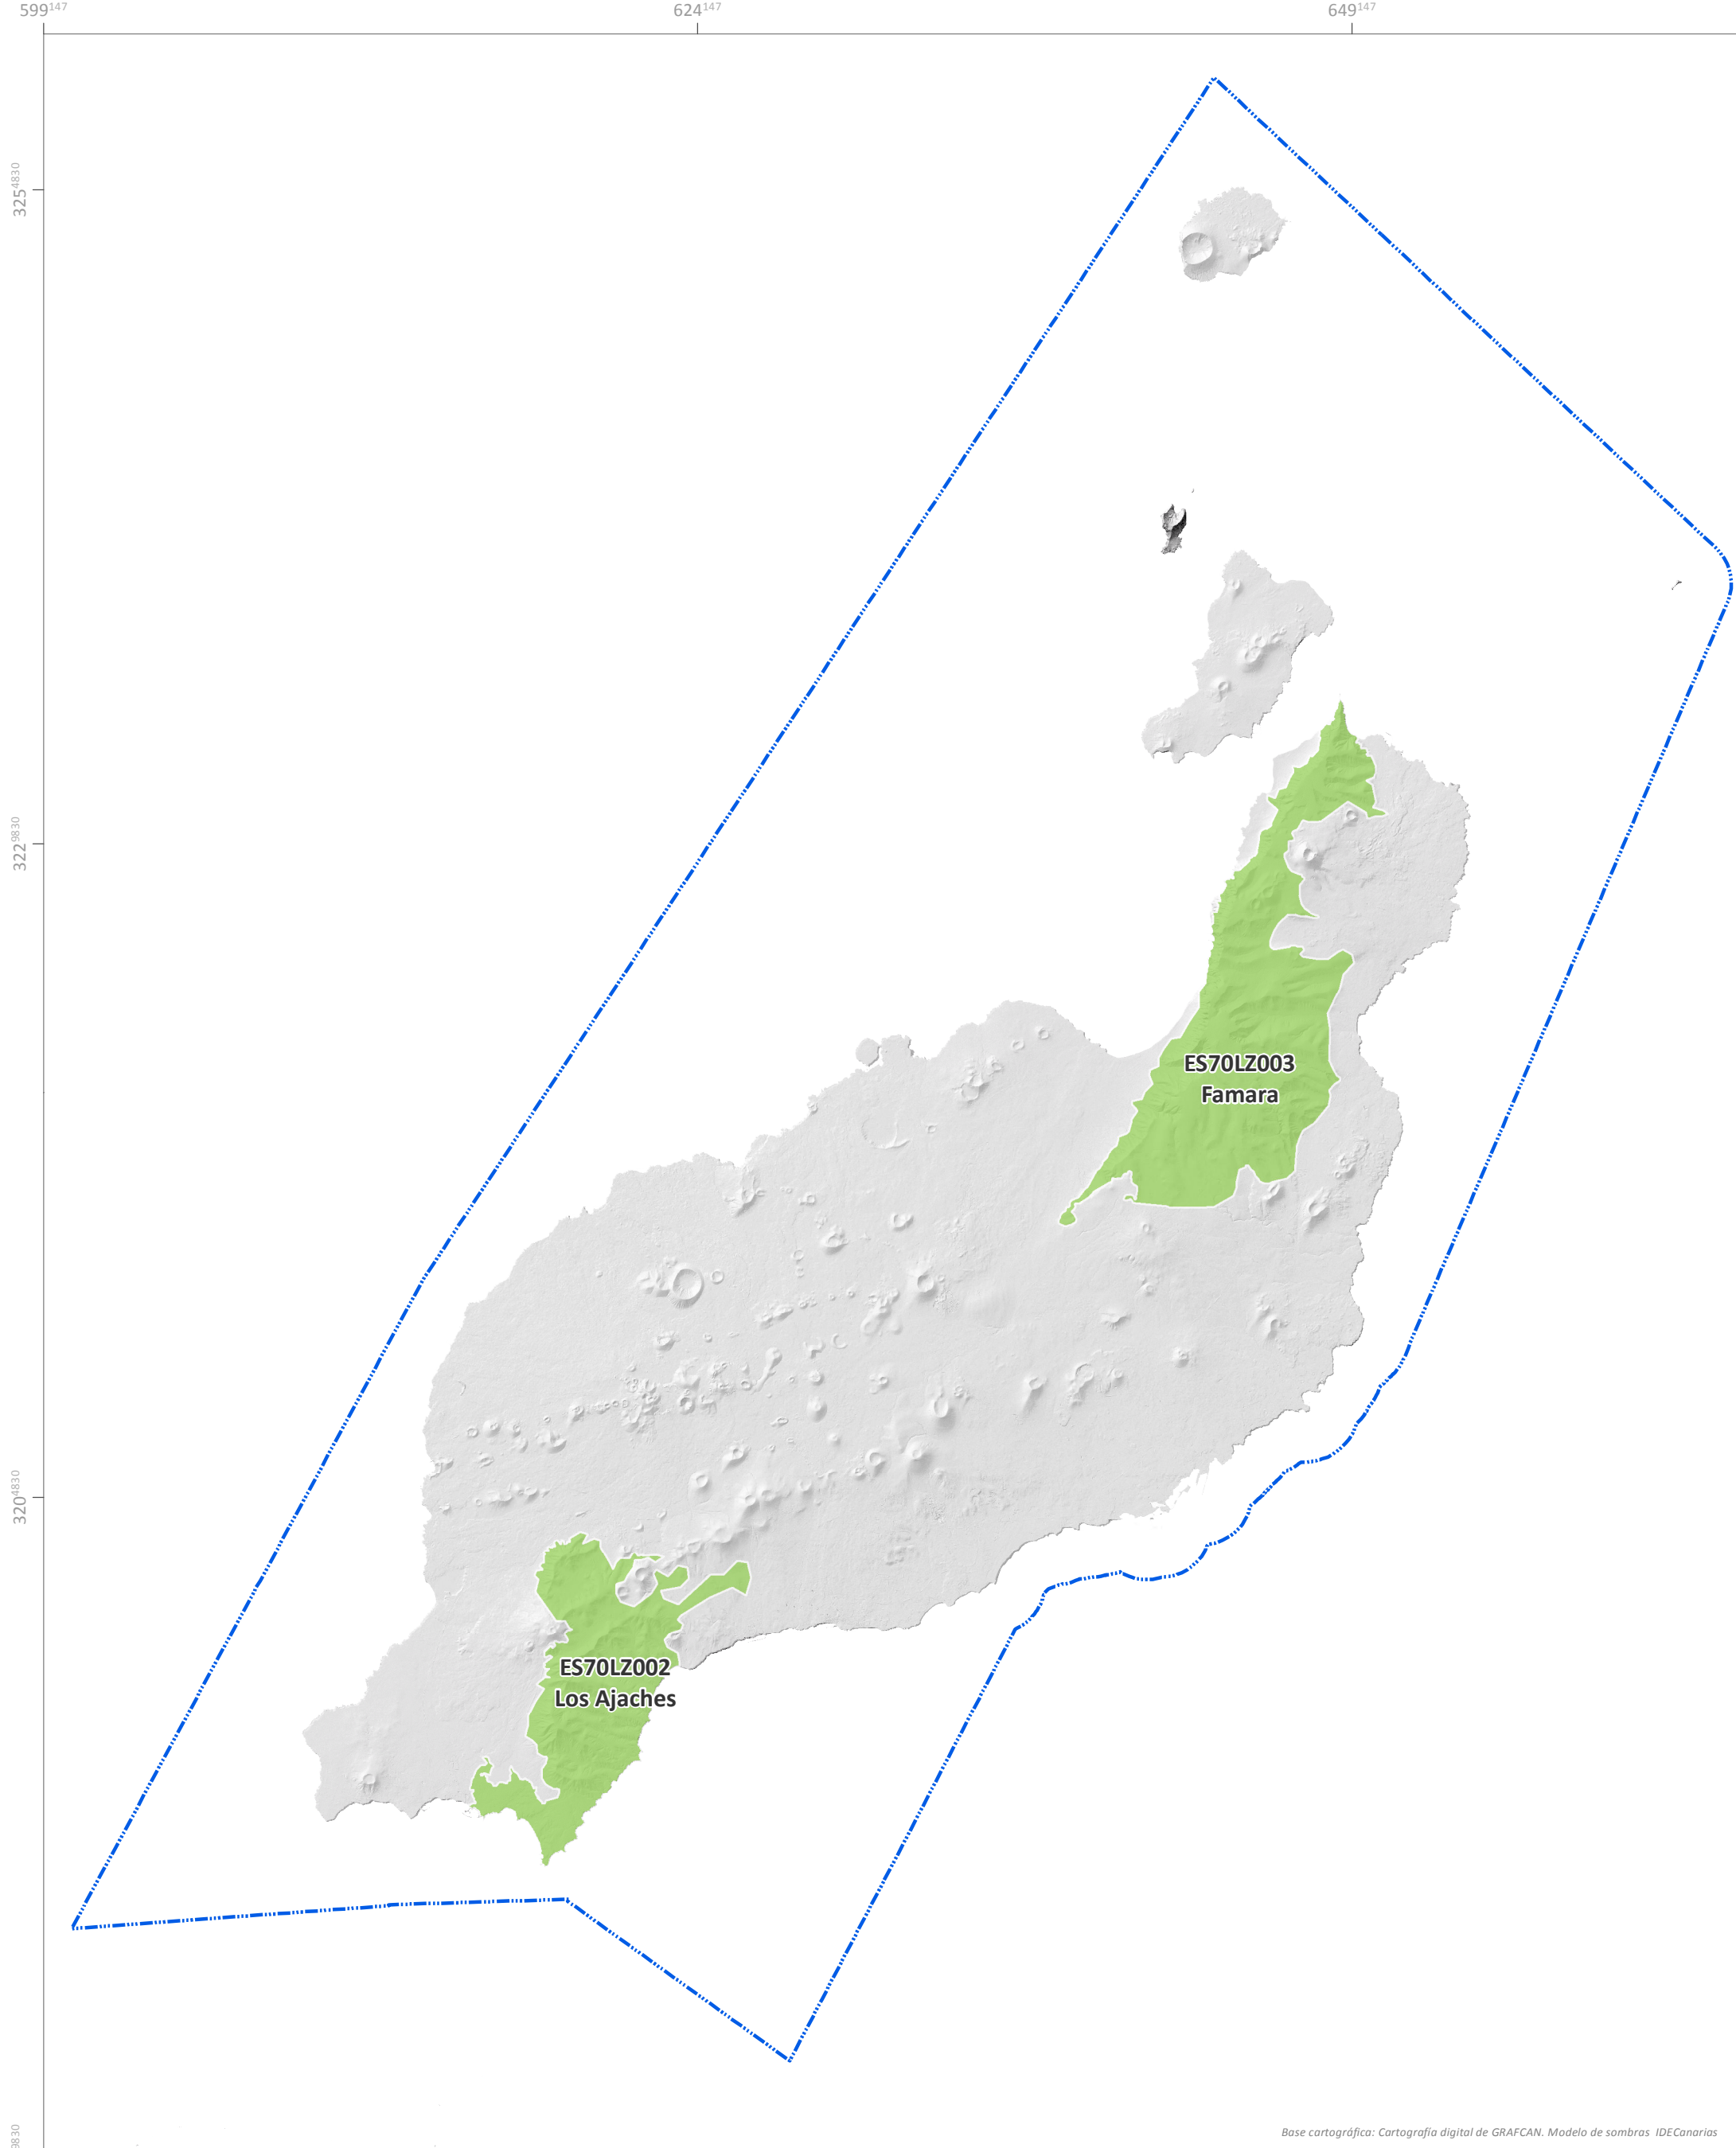 599147
624147
649147
3254830
3229830
ES70LZ003
Famara
3204830
ES70LZ002
Los Ajaches
Base cartográfica: Cartografía digital de GRAFCAN. Modelo de sombras IDECanarias